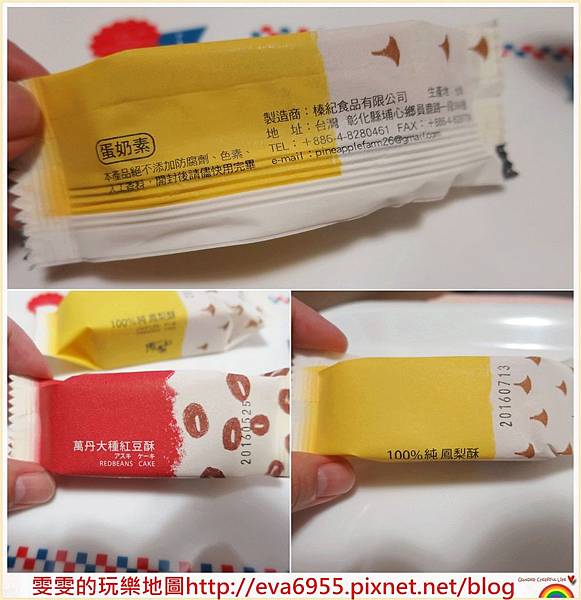 蛋奶素
本產品絕不添加防腐劑、色素、
人工香料，開封後請儘快用完畢
製造商：榛紀食品有限公司 生產地：台灣
地 址：台灣 彰化縣埔心鄉員鹿路一段
TEL：＋886-4-8280461 FAX：＋886-4-
e-mail：pineapplefarm26@gmail.com
100%純 鳳梨酥
萬丹大種紅豆酥
アズキ ケーキ
REDBEANS CAKE
20160525
100%純 鳳梨酥
20160713
雯雯的玩樂地圖http://eva6955.pixnet.net/blog